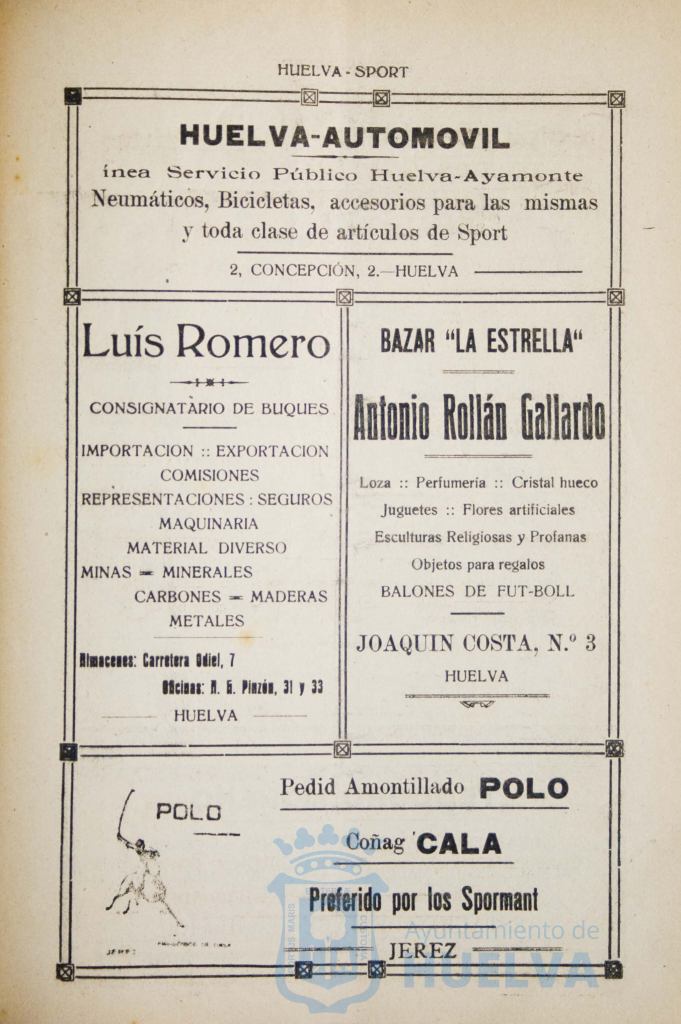 HUELVA - SPORT
HUELVA-AUTOMOVIL
ínea Servicio Público Huelva-Ayamonte
Neumáticos, Bicicletas, accesorios para las mismas
y toda clase de artículos de Sport
2, CONCEPCIÓN, 2.—HUELVA
Luís Romero
CONSIGNATARIO DE BUQUES
IMPORTACION :: EXPORTACION
COMISIONES
REPRESENTACIONES : SEGUROS
MAQUINARIA
MATERIAL DIVERSO
MINAS = MINERALES
CARBONES = MADERAS
METALES
Almacenes: Carretera Odiel, 7
Oficinas: A. H. Pinzón, 31 y 33
HUELVA
BAZAR "LA ESTRELLA"
Antonio Rollán Gallardo
Loza :: Perfumería :: Cristal hueco
Juguetes :: Flores artificiales
Esculturas Religiosas y Profanas
Objetos para regalos
BALONES DE FUT-BOLL
JOAQUIN COSTA, N.º 3
HUELVA
POLO
JEREZ
Pedid Amontillado POLO
Coñag CALA
Preferido por los Spormant
JEREZ
Ayuntamiento de
HUELVA